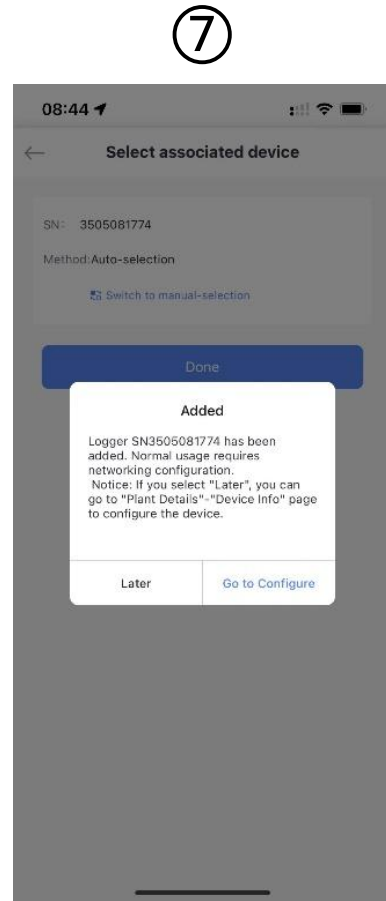 ⑦
08:44
Select associated device
SN: 3505081774
Method:Auto-selection
Switch to manual-selection
Done
Added
Logger SN3505081774 has been
added. Normal usage requires
networking configuration.
Notice: If you select "Later", you can
go to "Plant Details"-"Device Info" page
to configure the device.
Later
Go to Configure